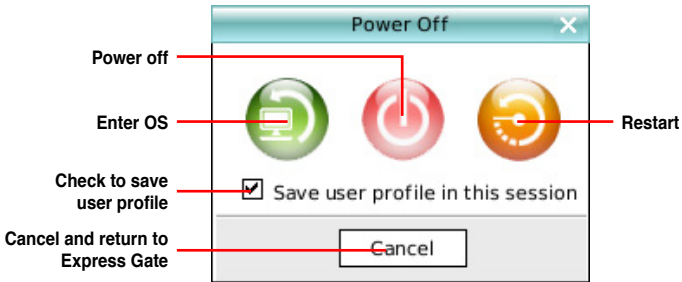 Power Off
Power off
Enter OS
Restart
Check to save
user profile
Save user profile in this session
Cancel and return to
Express Gate
Cancel